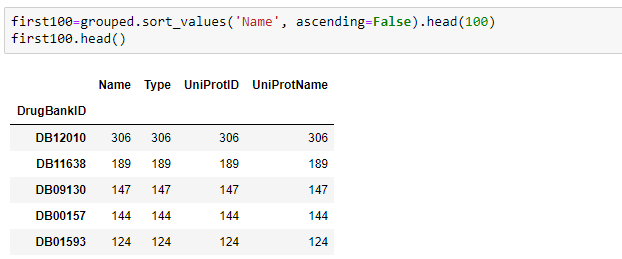 first100=grouped.sort_values('Name', ascending=False).head(100)
first100.head()
Name Type UniProtID UniProtName
DrugBankID
DB12010 306 306 306 306
DB11638 189 189 189 189
DB09130 147 147 147 147
DB00157 144 144 144 144
DB01593 124 124 124 124